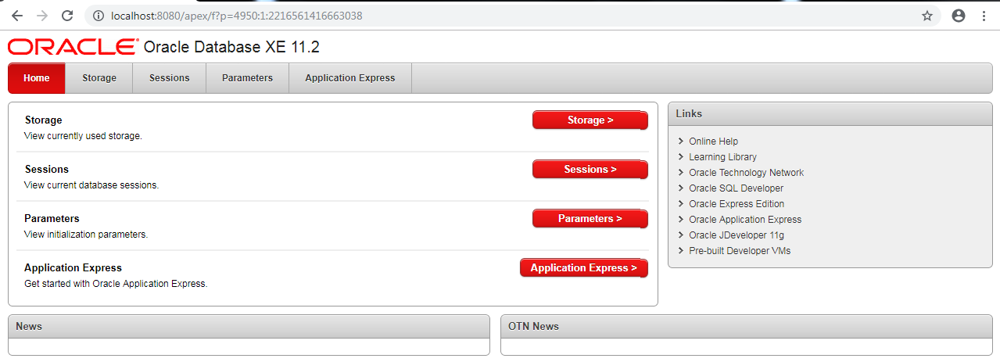 localhost:8080/apex/f?p=4950:1:2216561416663038
ORACLE® Oracle Database XE 11.2
Home Storage Sessions Parameters Application Express
Storage
View currently used storage.
Storage >
Sessions
View current database sessions.
Sessions >
Parameters
View initialization parameters.
Parameters >
Application Express
Get started with Oracle Application Express.
Application Express >
Links
Online Help
Learning Library
Oracle Technology Network
Oracle SQL Developer
Oracle Express Edition
Oracle Application Express
Oracle JDeveloper 11g
Pre-built Developer VMs
News
OTN News